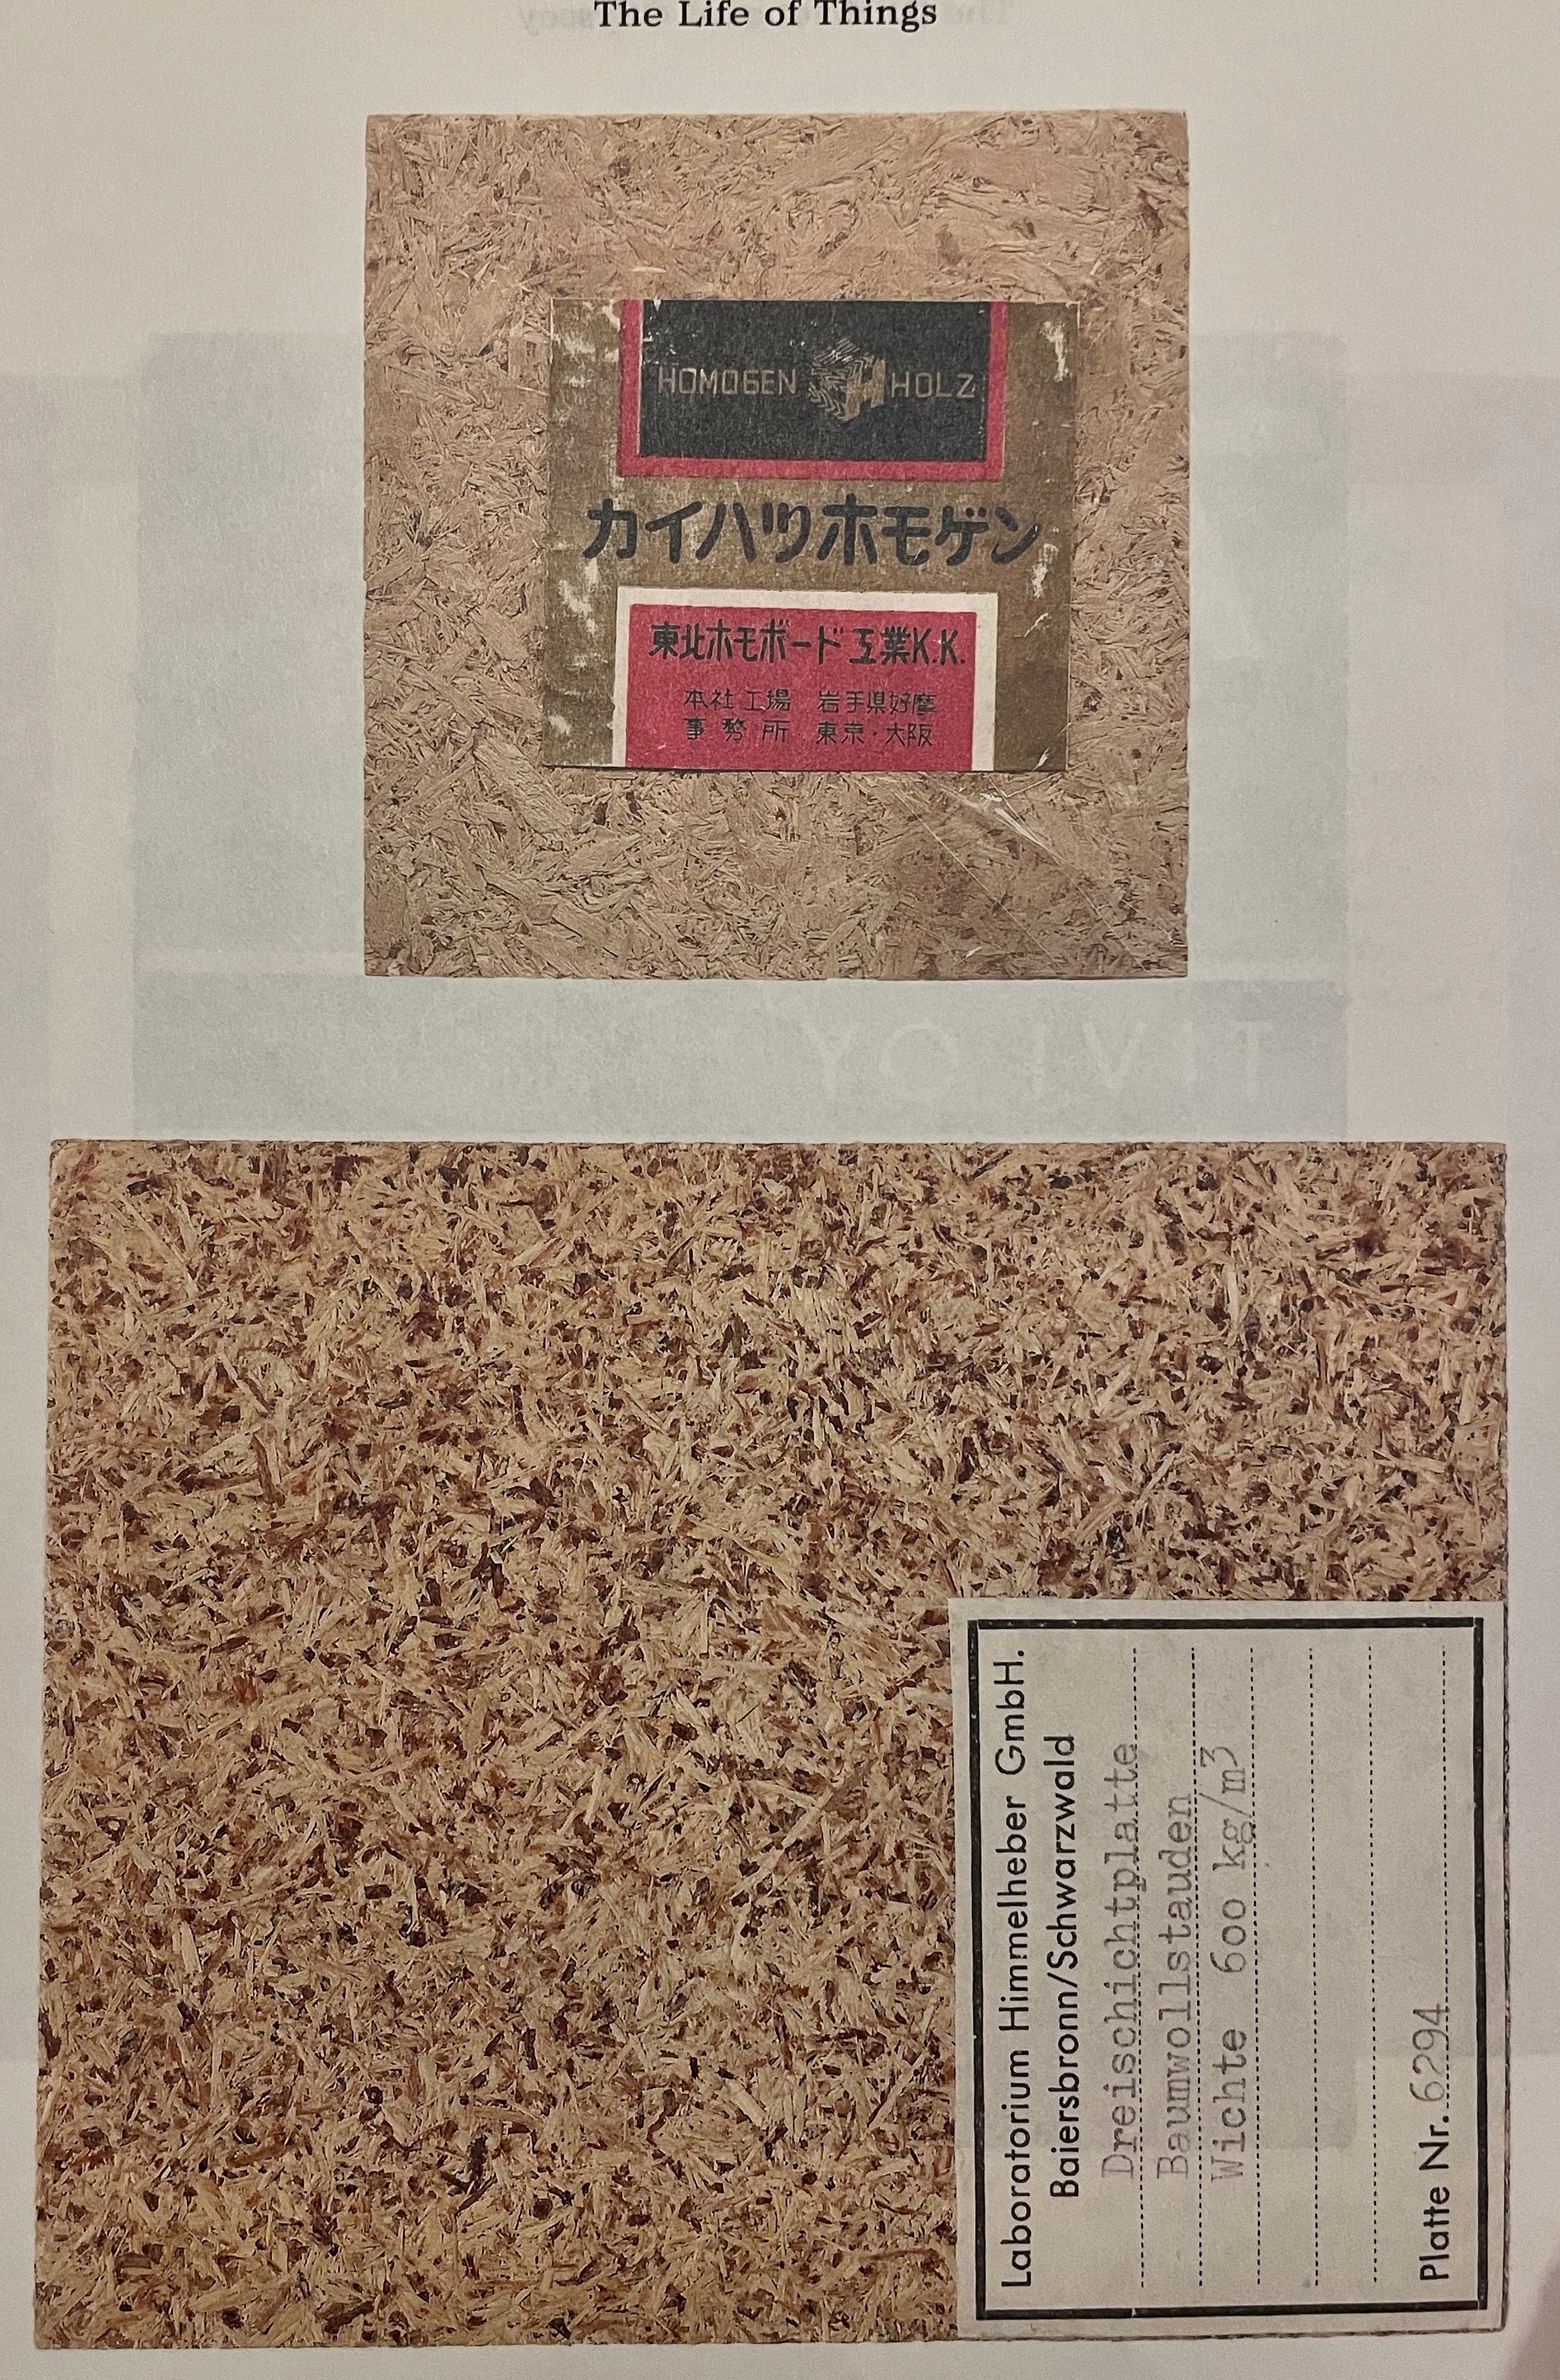 The Life of Things
HOMOGEN H HOLZ
カイハツホモゲン
東北ホモボード工業K.K.
本社工場 岩手県好摩
事務所 東京・大阪
Laboratorium Himmelheber GmbH.
Baiersbronn/Schwarzwald
Dreischichtplatte
Baumwollstauden
Wichte 600 kg/m3
Platte Nr. 6294